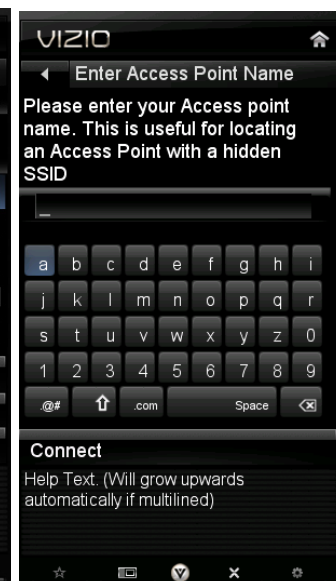 VIZIO
Enter Access Point Name
Please enter your Access point
name. This is useful for locating
an Access Point with a hidden
SSID
_
a b c d e f g h i
j k l m n o p q r
s t u v w x y z 0
1 2 3 4 5 6 7 8 9
.@# .com Space
Connect
Help Text. (Will grow upwards
automatically if multilined)
V